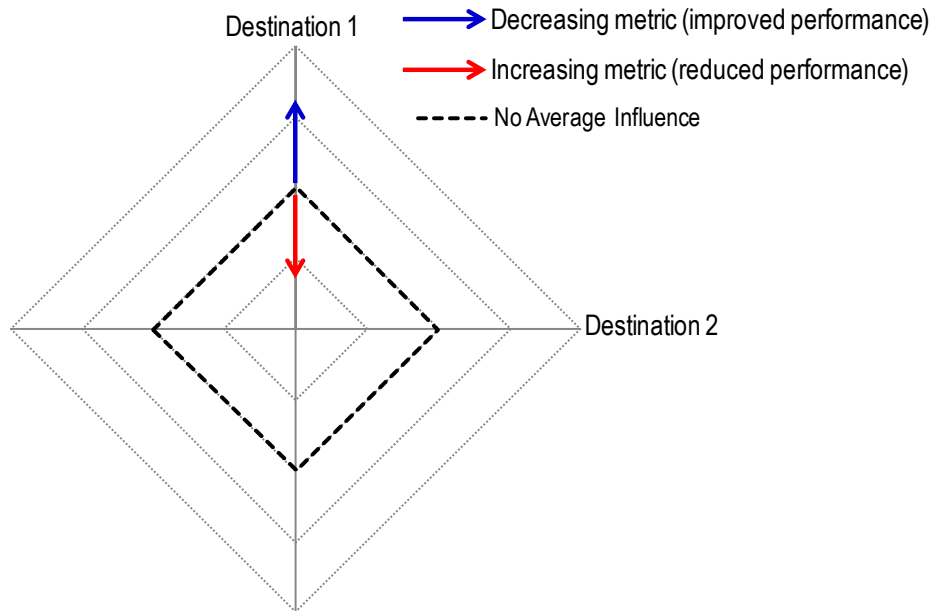 Destination 1
Decreasing metric (improved performance)
Increasing metric (reduced performance)
No Average Influence
Destination 2